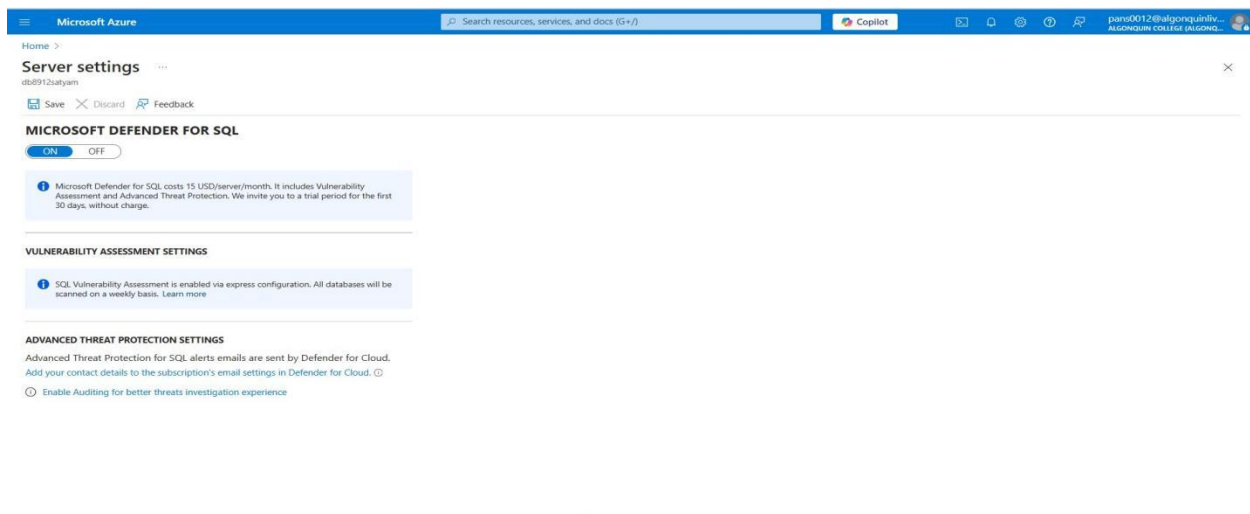 Microsoft Azure
Search resources, services, and docs (G+/)
Copilot
pans0012@algonquinliv...
ALGONQUIN COLLEGE (ALGONQ...
Home >
Server settings ...
db8912satyam
Save Discard Feedback
MICROSOFT DEFENDER FOR SQL
ON OFF
Microsoft Defender for SQL costs 15 USD/server/month. It includes Vulnerability
Assessment and Advanced Threat Protection. We invite you to a trial period for the first
30 days, without charge.
VULNERABILITY ASSESSMENT SETTINGS
SQL Vulnerability Assessment is enabled via express configuration. All databases will be
scanned on a weekly basis. Learn more
ADVANCED THREAT PROTECTION SETTINGS
Advanced Threat Protection for SQL alerts emails are sent by Defender for Cloud.
Add your contact details to the subscription's email settings in Defender for Cloud.
Enable Auditing for better threats investigation experience